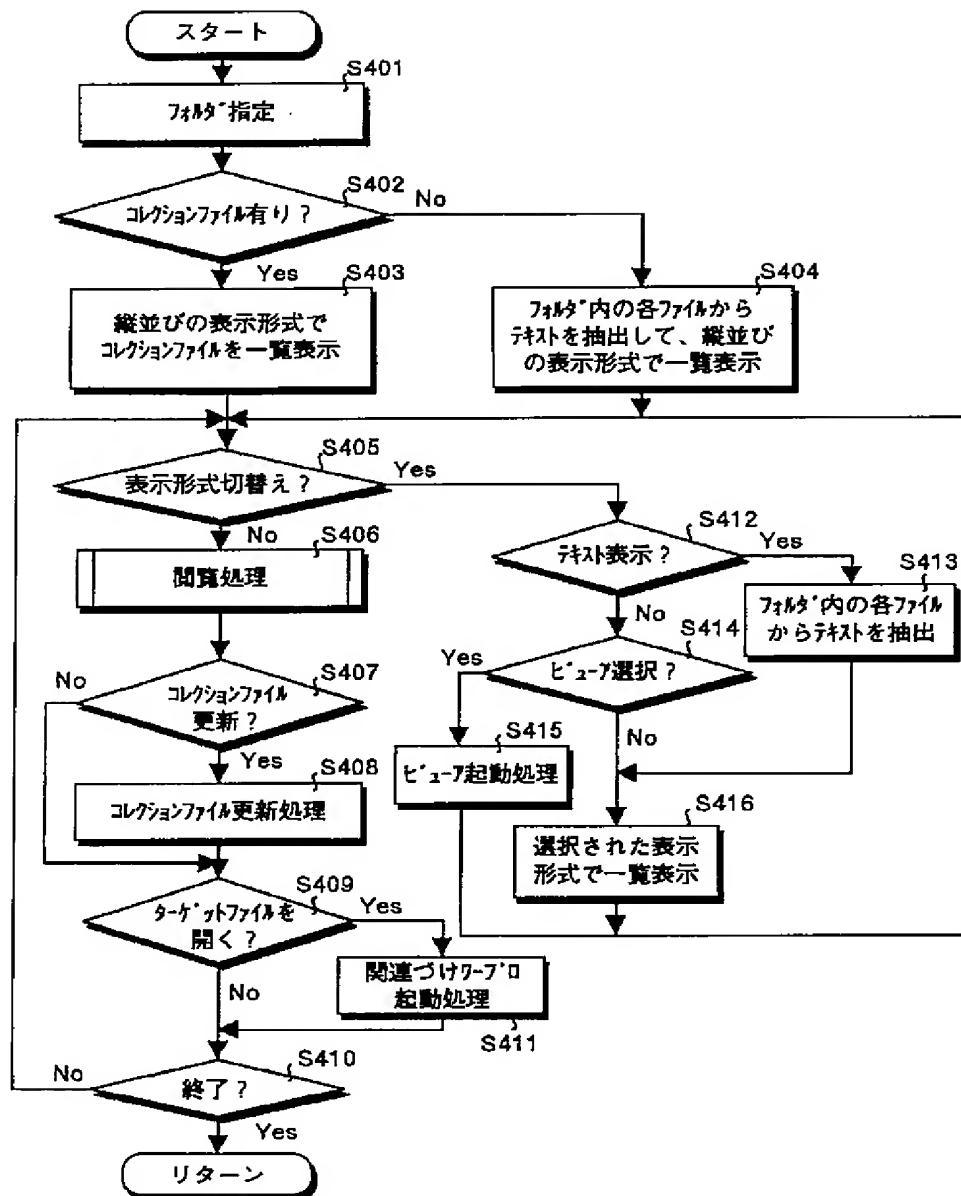 スタート
S401
フォルダ指定
S402
コレクションファイル有り？
No
Yes
S403
縦並びの表示形式で
コレクションファイルを一覧表示
S404
フォルダ内の各ファイルから
テキストを抽出して、縦並び
の表示形式で一覧表示
S405
表示形式切替え？
Yes
No
S406
閲覧処理
S412
テキスト表示？
Yes
S413
フォルダ内の各ファイル
からテキストを抽出
No
S414
ビューア選択？
Yes
No
S407
コレクションファイル
更新？
No
Yes
S415
ビューア起動処理
S408
コレクションファイル更新処理
S416
選択された表示
形式で一覧表示
S409
ターゲットファイルを
開く？
Yes
No
関連づけワープロ
起動処理
S411
S410
終了？
No
Yes
リターン